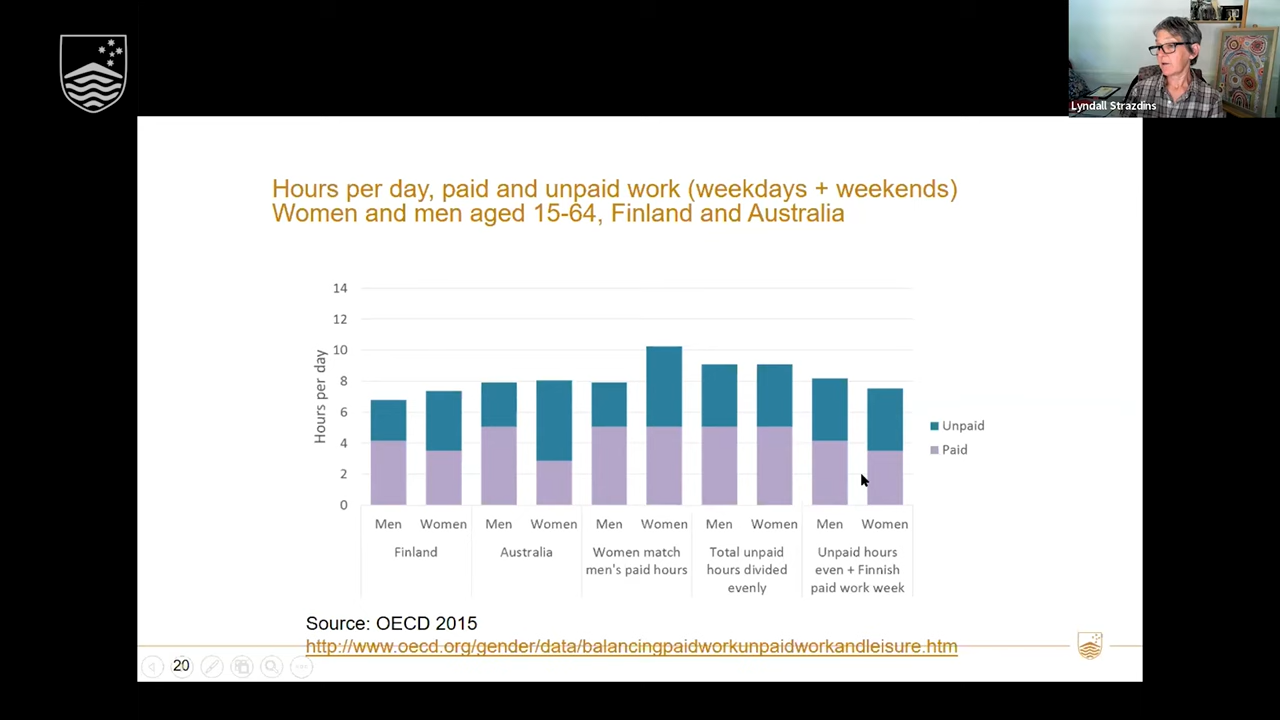 Lyndall Strazdins
Hours per day, paid and unpaid work (weekdays + weekends)
Women and men aged 15-64, Finland and Australia
14
12
10
8
6
4
2
0
Hours per day
Unpaid
Paid
Men Women Men Women Men Women Men Women Men Women
Finland Australia Women match Total unpaid Unpaid hours
men's paid hours hours divided even + Finnish
evenly paid work week
Source: OECD 2015
http://www.oecd.org/gender/data/balancingpaidworkunpaidworkandleisure.htm
20